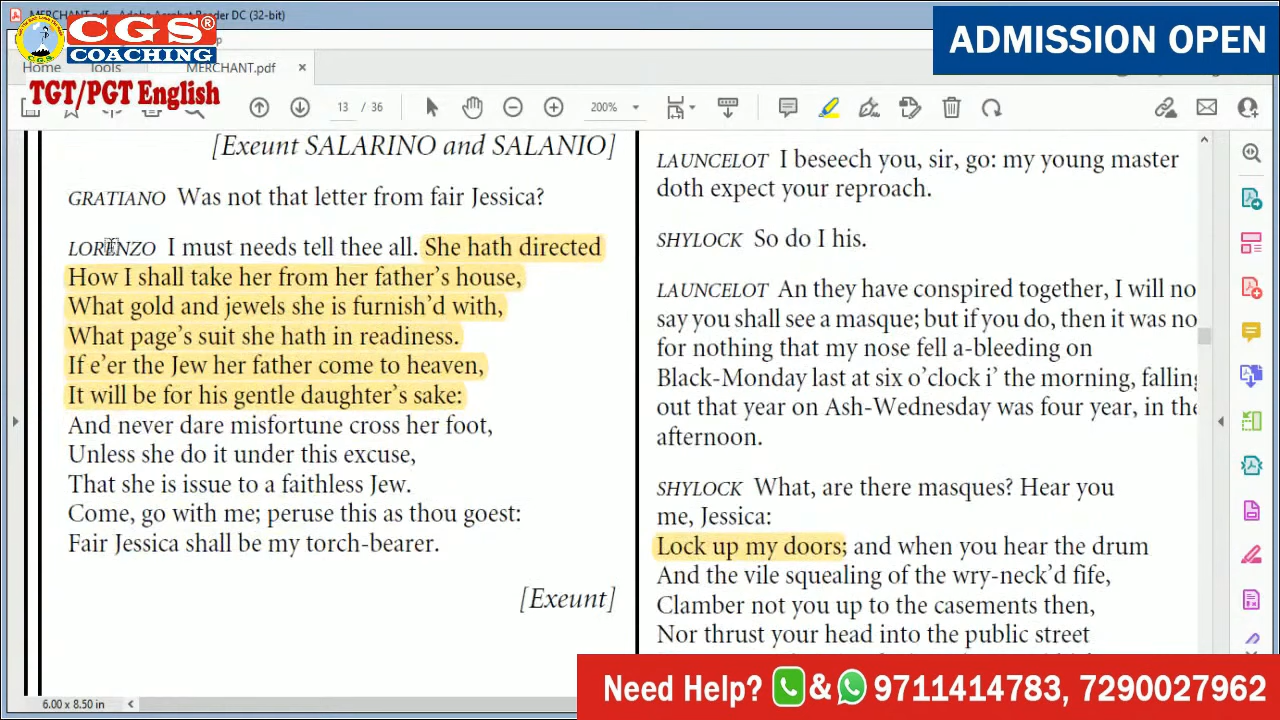 MERCHANT.pdf - Adobe Acrobat Reader DC (32-bit)
CGS®
COACHING
C.G.S.
TGT/PGT English
ADMISSION OPEN
Home Tools MERCHANT.pdf ×
13 / 36 200%
[Exeunt SALARINO and SALANIO]
GRATIANO Was not that letter from fair Jessica?
LORENZO I must needs tell thee all. She hath directed
How I shall take her from her father’s house,
What gold and jewels she is furnish’d with,
What page’s suit she hath in readiness.
If e’er the Jew her father come to heaven,
It will be for his gentle daughter’s sake:
And never dare misfortune cross her foot,
Unless she do it under this excuse,
That she is issue to a faithless Jew.
Come, go with me; peruse this as thou goest:
Fair Jessica shall be my torch-bearer.
[Exeunt]
LAUNCELOT I beseech you, sir, go: my young master
doth expect your reproach.
SHYLOCK So do I his.
LAUNCELOT An they have conspired together, I will no
say you shall see a masque; but if you do, then it was no
for nothing that my nose fell a-bleeding on
Black-Monday last at six o’clock i’ the morning, falling
out that year on Ash-Wednesday was four year, in the
afternoon.
SHYLOCK What, are there masques? Hear you
me, Jessica:
Lock up my doors; and when you hear the drum
And the vile squealing of the wry-neck’d fife,
Clamber not you up to the casements then,
Nor thrust your head into the public street
6.00 x 8.50 in
Need Help? & 9711414783, 7290027962